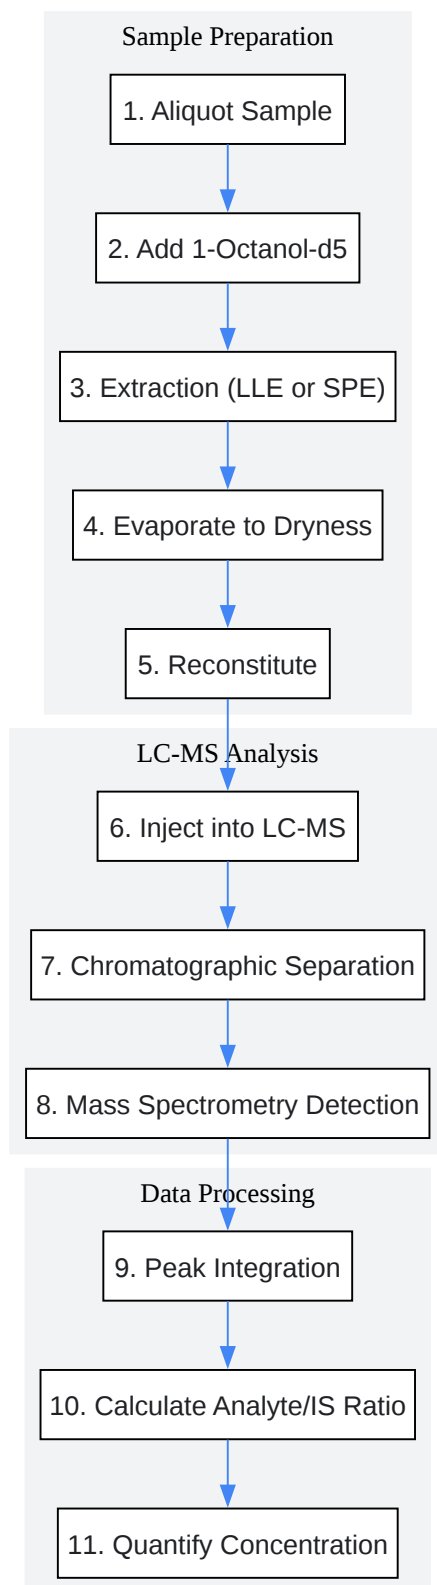 Sample Preparation
1. Aliquot Sample
2. Add 1-Octanol-d5
3. Extraction (LLE or SPE)
4. Evaporate to Dryness
5. Reconstitute
LC-MS Analysis
6. Inject into LC-MS
7. Chromatographic Separation
8. Mass Spectrometry Detection
Data Processing
9. Peak Integration
10. Calculate Analyte/IS Ratio
11. Quantify Concentration